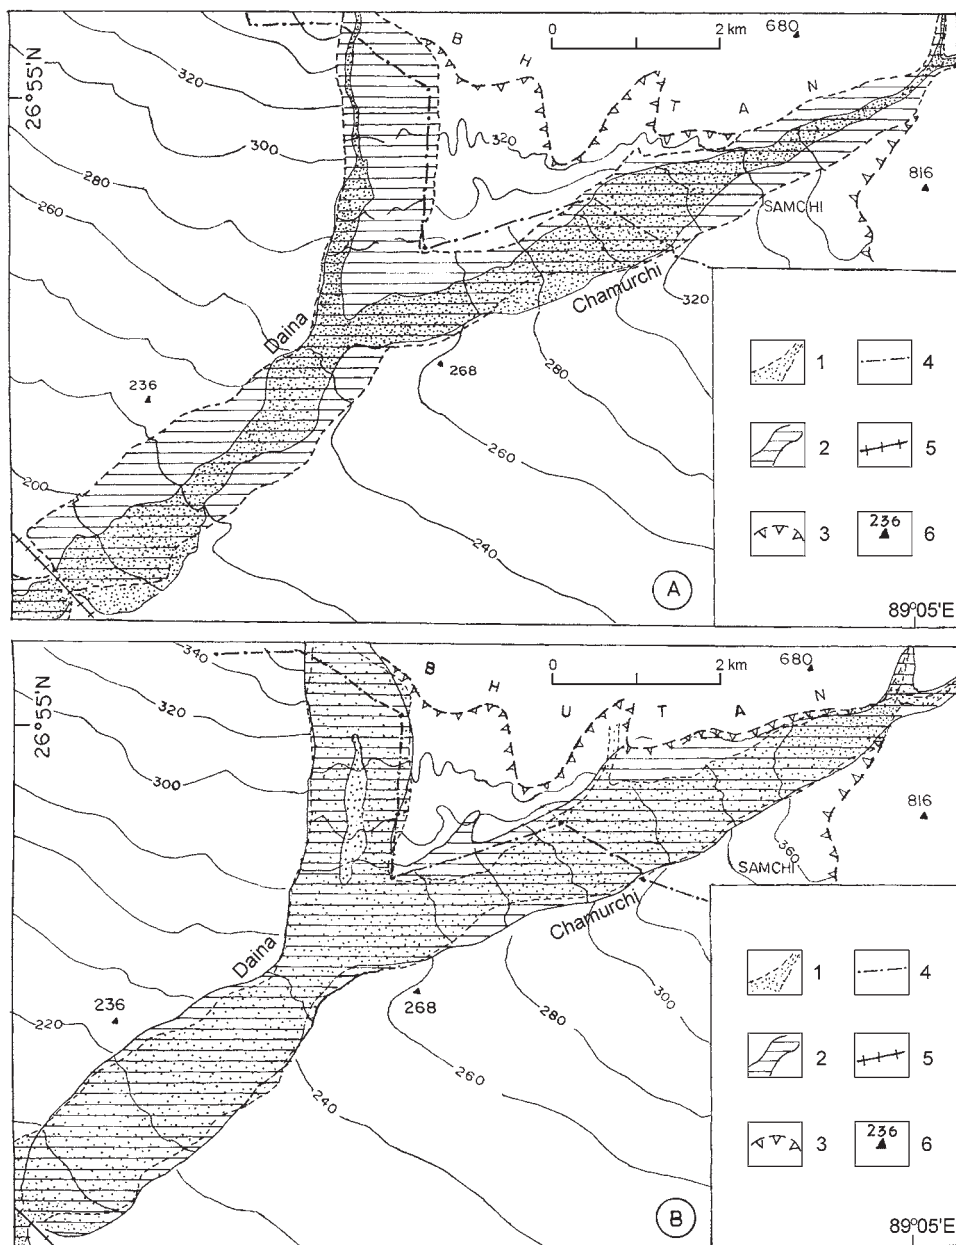 680
B H T A N
0 2 km
26°55'N
320
300
320
280
816
260
SAMCHI
Chamurchi
320
Daina
268
280
236
260
200
240
1 4
2 5
3 236 6
A
89°05'E
340
B H U T A N
0 2 km
680
26°55'N
320
300
816
360
SAMCHI
Chamurchi
Daina
300
236
268
280
220
260
240
1 4
2 5
3 236 6
B
89°05'E